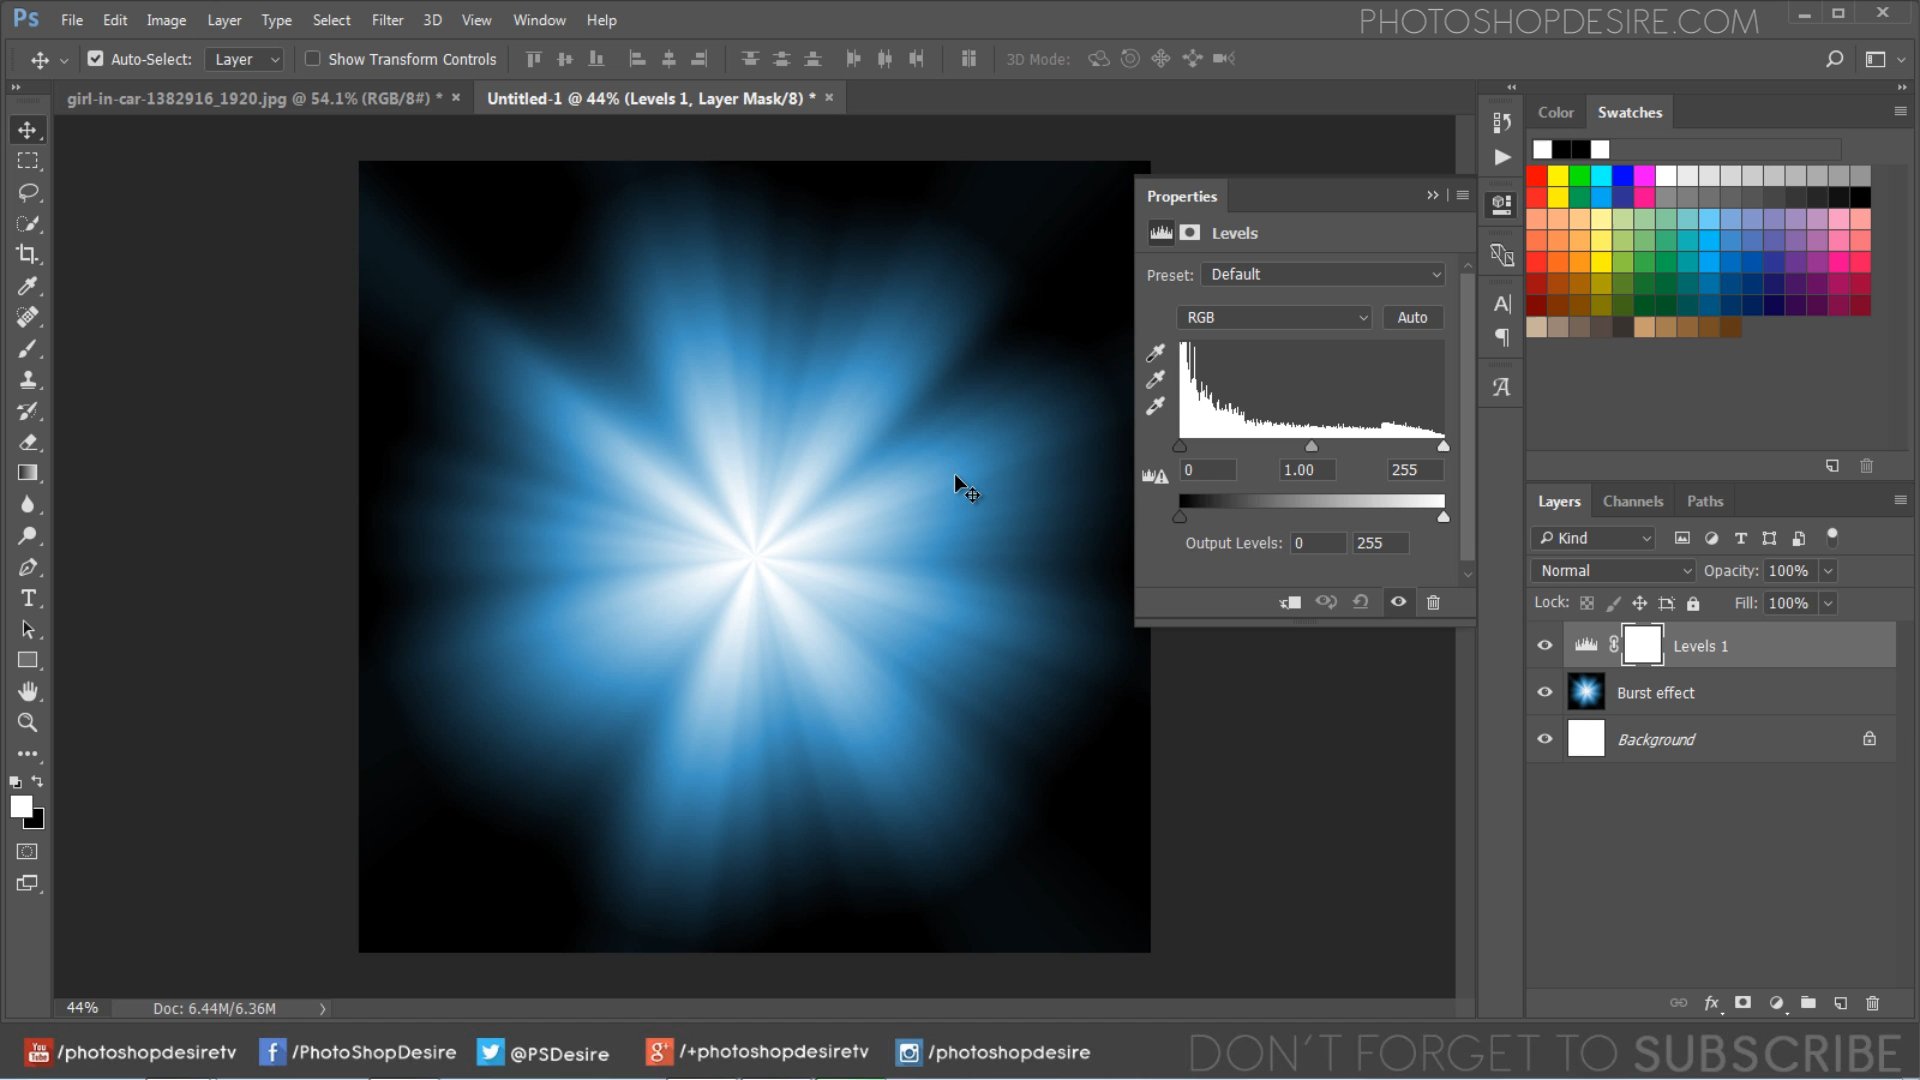 Ps File Edit Image Layer Type Select Filter 3D View Window Help
PHOTOSHOPDESIRE.COM
Auto-Select: Layer Show Transform Controls 3D Mode:
girl-in-car-1382916_1920.jpg @ 54.1% (RGB/8#) * × Untitled-1 @ 44% (Levels 1, Layer Mask/8) * ×
Color Swatches
Properties
Levels
Preset: Default
RGB Auto
0 1.00 255
Output Levels: 0 255
Layers Channels Paths
Kind
Normal Opacity: 100%
Lock: Fill: 100%
Levels 1
Burst effect
Background
44% Doc: 6.44M/6.36M
You Tube /photoshopdesiretv /PhotoShopDesire @PSDesire /+photoshopdesiretv /photoshopdesire
DON'T FORGET TO SUBSCRIBE